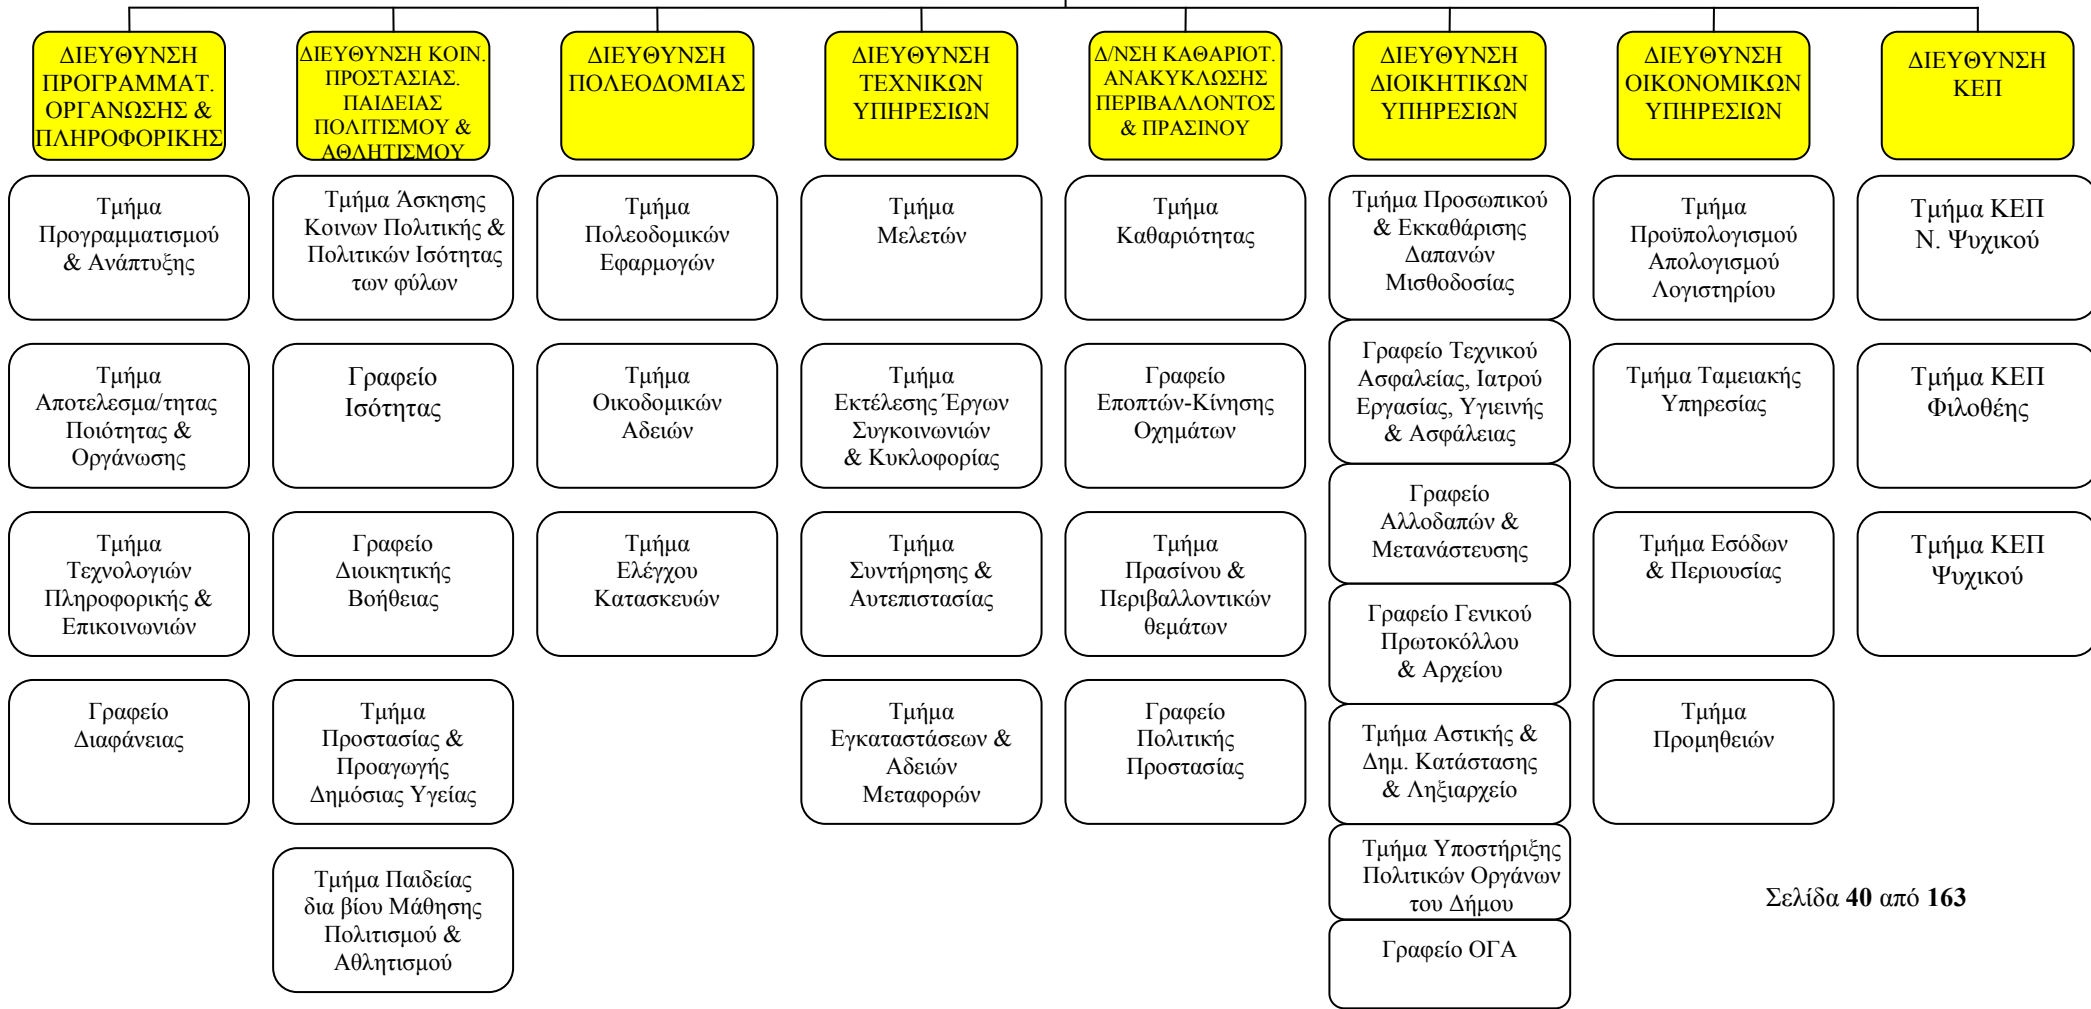 ΔΙΕΥΘΥΝΣΗ
ΠΡΟΓΡΑΜΜΑΤ.
ΟΡΓΑΝΩΣΗΣ &
ΠΛΗΡΟΦΟΡΙΚΗΣ
Τμήμα
Προγραμματισμού
& Ανάπτυξης
Τμήμα
Αποτελεσμα/τητας
Ποιότητας &
Οργάνωσης
Τμήμα
Τεχνολογιών
Πληροφορικής &
Επικοινωνιών
Γραφείο
Διαφάνειας
ΔΙΕΥΘΥΝΣΗ ΚΟΙΝ.
ΠΡΟΣΤΑΣΙΑΣ.
ΠΑΙΔΕΙΑΣ
ΠΟΛΙΤΙΣΜΟΥ &
ΑΘΛΗΤΙΣΜΟΥ
Τμήμα Άσκησης
Κοινων Πολιτικής &
Πολιτικών Ισότητας
των φύλων
Γραφείο
Ισότητας
Γραφείο
Διοικητικής
Βοήθειας
Τμήμα
Προστασίας &
Προαγωγής
Δημόσιας Υγείας
Τμήμα Παιδείας
δια βίου Μάθησης
Πολιτισμού &
Αθλητισμού
ΔΙΕΥΘΥΝΣΗ
ΠΟΛΕΟΔΟΜΙΑΣ
Τμήμα
Πολεοδομικών
Εφαρμογών
Τμήμα
Οικοδομικών
Αδειών
Τμήμα
Ελέγχου
Κατασκευών
ΔΙΕΥΘΥΝΣΗ
ΤΕΧΝΙΚΩΝ
ΥΠΗΡΕΣΙΩΝ
Τμήμα
Μελετών
Τμήμα
Εκτέλεσης Έργων
Συγκοινωνιών
& Κυκλοφορίας
Τμήμα
Συντήρησης &
Αυτεπιστασίας
Τμήμα
Εγκαταστάσεων &
Αδειών
Μεταφορών
Δ/ΝΣΗ ΚΑΘΑΡΙΟΤ.
ΑΝΑΚΥΚΛΩΣΗΣ
ΠΕΡΙΒΑΛΛΟΝΤΟΣ
& ΠΡΑΣΙΝΟΥ
Τμήμα
Καθαριότητας
Γραφείο
Εποπτών-Κίνησης
Οχημάτων
Τμήμα
Πρασίνου &
Περιβαλλοντικών
θεμάτων
Γραφείο
Πολιτικής
Προστασίας
ΔΙΕΥΘΥΝΣΗ
ΔΙΟΙΚΗΤΙΚΩΝ
ΥΠΗΡΕΣΙΩΝ
Τμήμα Προσωπικού
& Εκκαθάρισης
Δαπανών
Μισθοδοσίας
Γραφείο Τεχνικού
Ασφαλείας, Ιατρού
Εργασίας, Υγιεινής
& Ασφάλειας
Γραφείο
Αλλοδαπών &
Μετανάστευσης
Γραφείο Γενικού
Πρωτοκόλλου
& Αρχείου
Τμήμα Αστικής &
Δημ. Κατάστασης
& Ληξιαρχείο
Τμήμα Υποστήριξης
Πολιτικών Οργάνων
του Δήμου
Γραφείο ΟΓΑ
ΔΙΕΥΘΥΝΣΗ
ΟΙΚΟΝΟΜΙΚΩΝ
ΥΠΗΡΕΣΙΩΝ
Τμήμα
Προϋπολογισμού
Απολογισμού
Λογιστηρίου
Τμήμα Ταμειακής
Υπηρεσίας
Τμήμα Εσόδων
& Περιουσίας
Τμήμα
Προμηθειών
ΔΙΕΥΘΥΝΣΗ
ΚΕΠ
Τμήμα ΚΕΠ
Ν. Ψυχικού
Τμήμα ΚΕΠ
Φιλοθέης
Τμήμα ΚΕΠ
Ψυχικού
Σελίδα 40 από 163